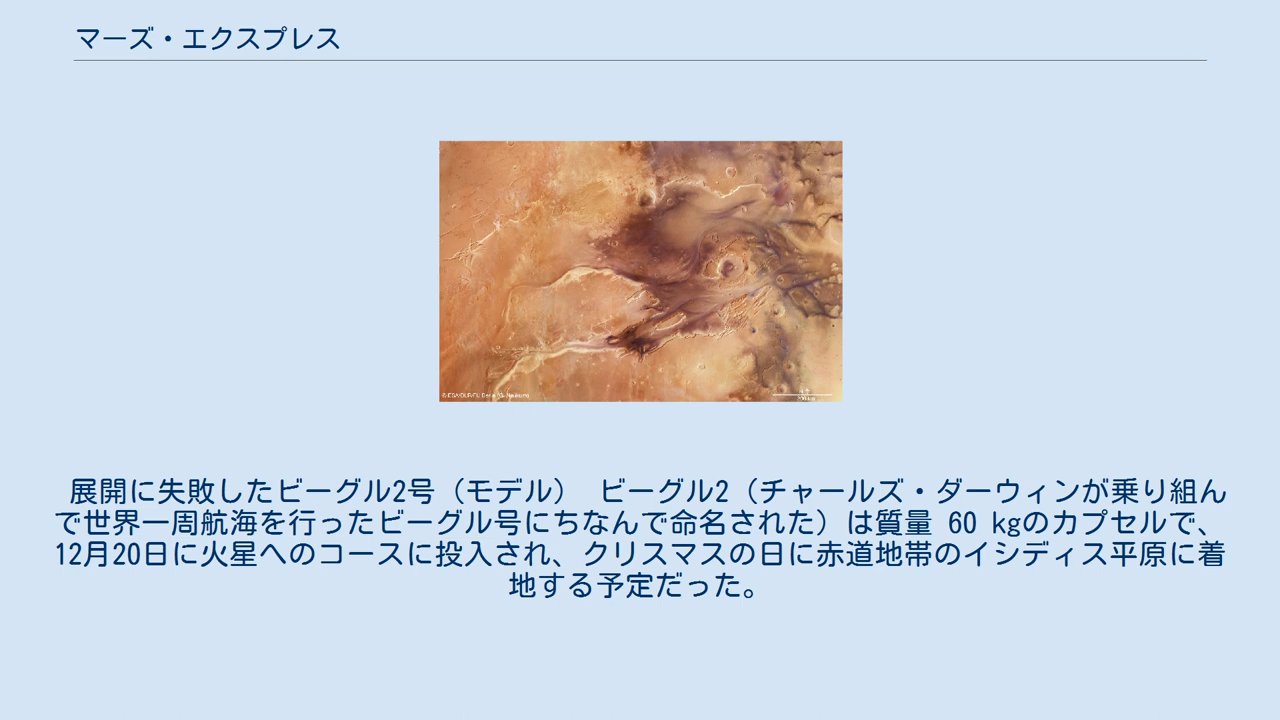 マーズ・エクスプレス
展開に失敗したビーグル2号（モデル） ビーグル2（チャールズ・ダーウィンが乗り組ん
で世界一周航海を行ったビーグル号にちなんで命名された）は質量 60 kgのカプセルで、
12月20日に火星へのコースに投入され、クリスマスの日に赤道地帯のイシディス平原に着
地する予定だった。